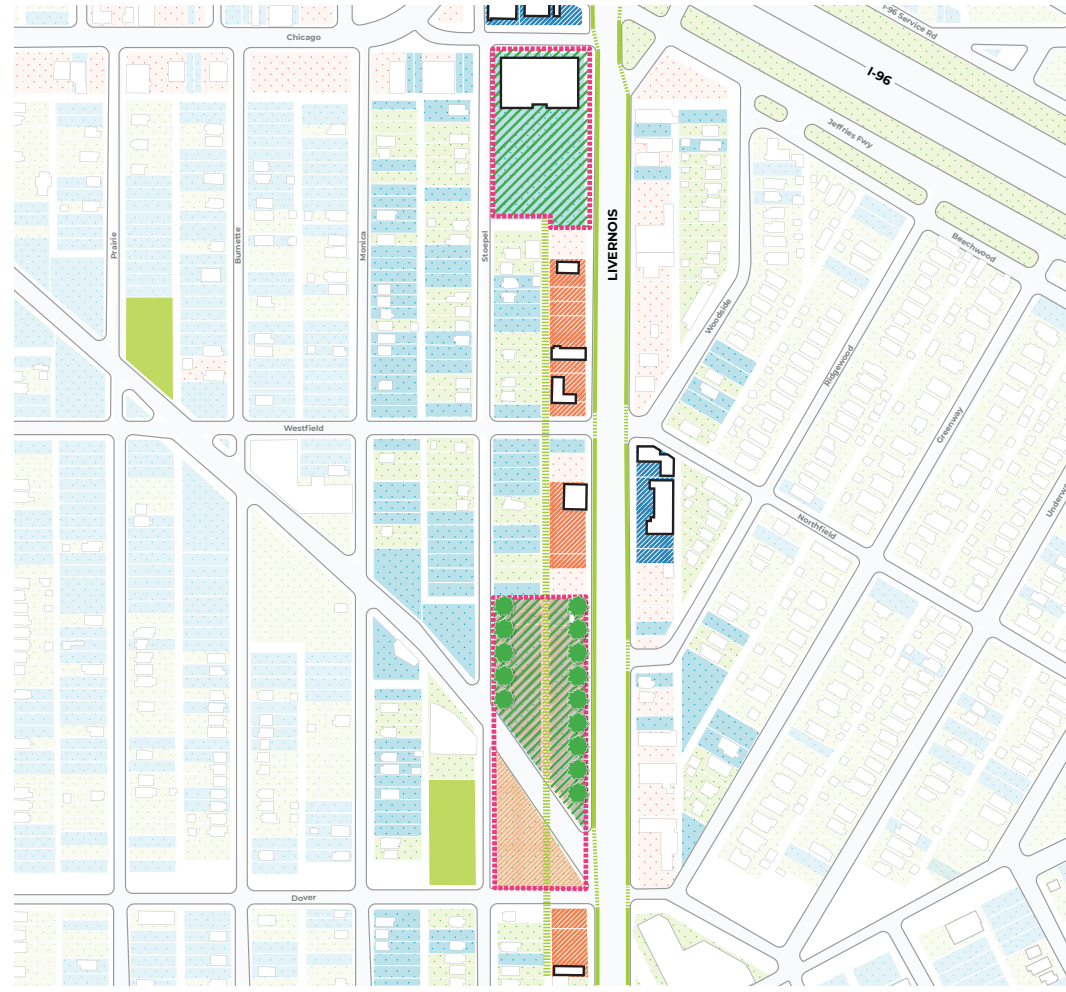 Chicago
I-96 Service Rd
I-96
Jeffries Fwy
LIVERNOIS
Prairie
Burnette
Monica
Stoepel
Beechwood
Woodside
Ridgewood
Greenway
Westfield
Northfield
Underwo
Dover